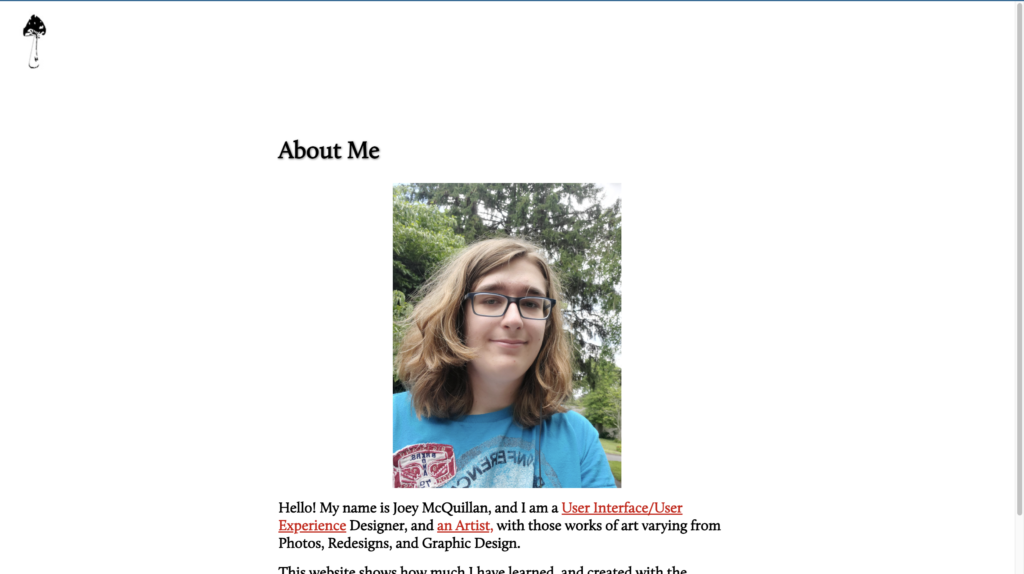 About Me
CONFERENC
Hello! My name is Joey McQuillan, and I am a User Interface/User
Experience Designer, and an Artist, with those works of art varying from
Photos, Redesigns, and Graphic Design.
This website shows how much I have learned, and created with the